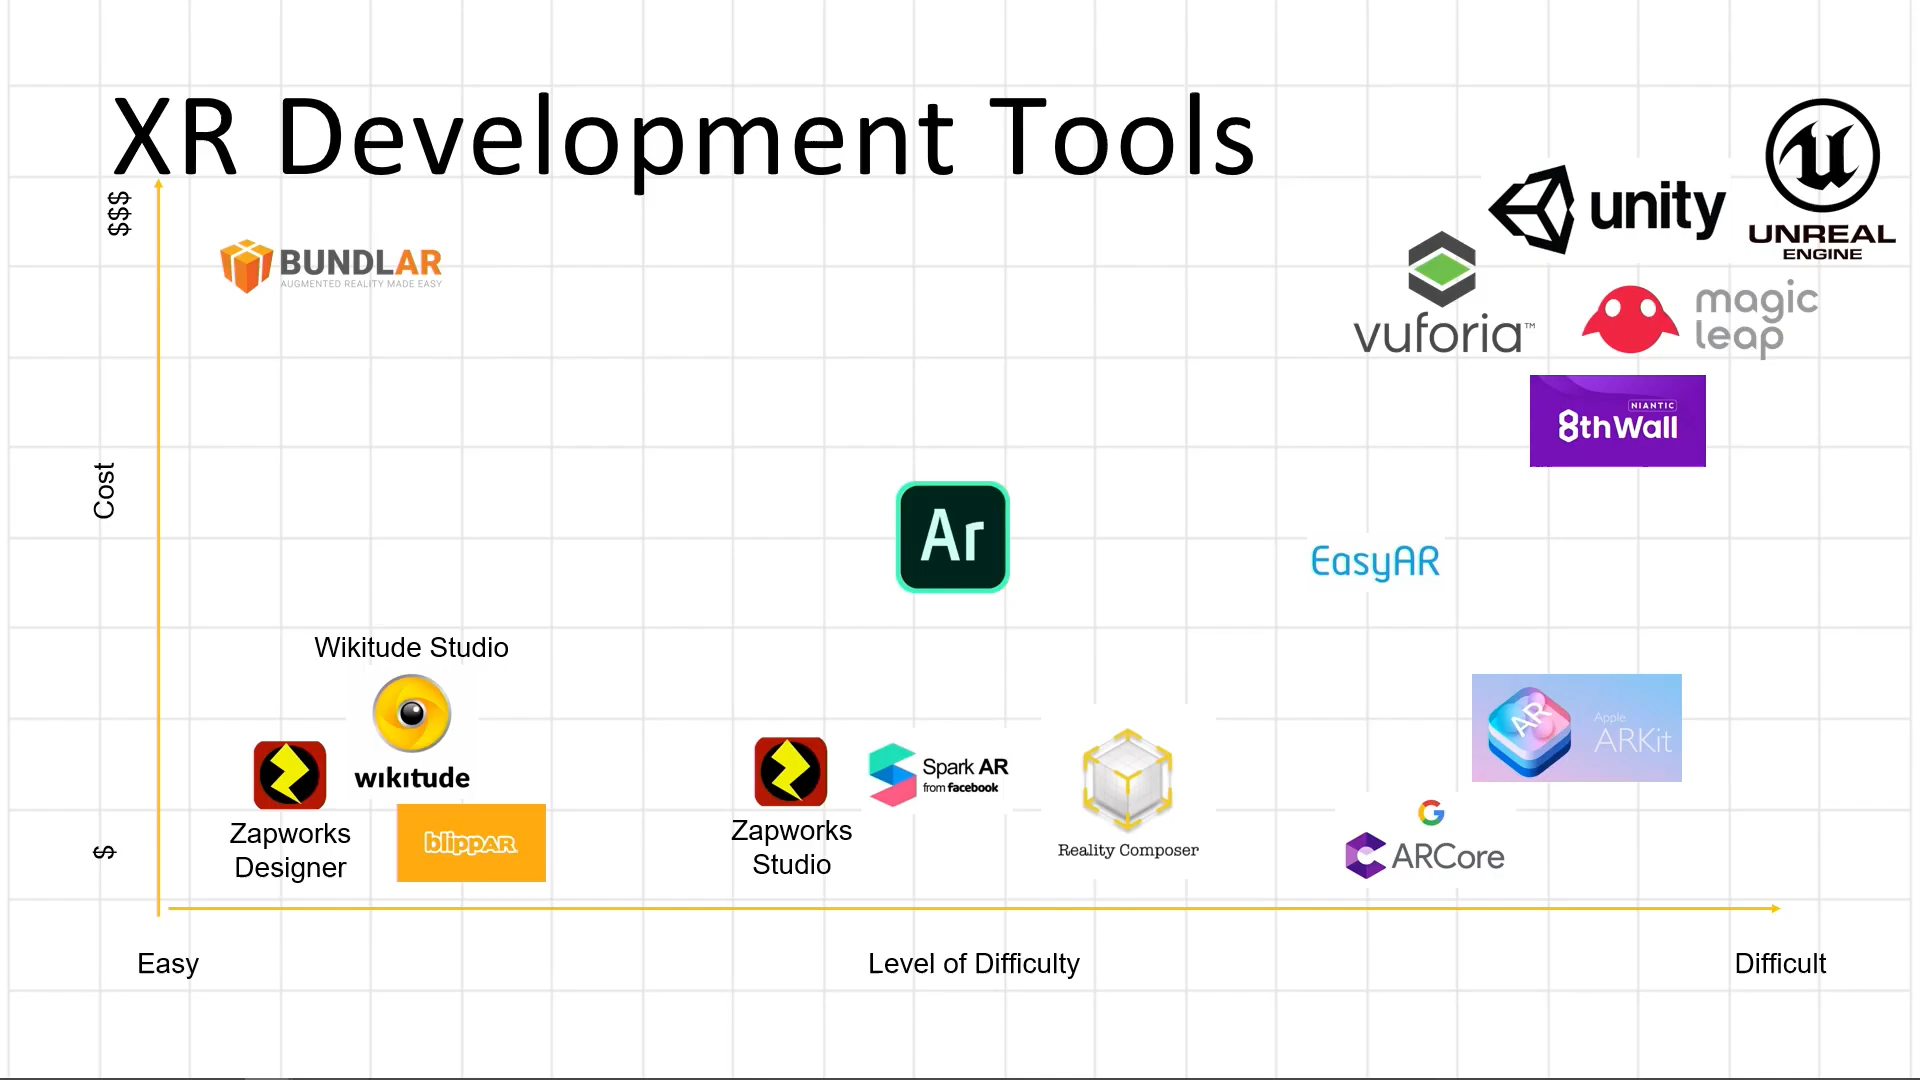 XR Development Tools
$$$
Cost
$
BUNDLAR
AUGMENTED REALITY MADE EASY
unity
UNREAL
ENGINE
vuforia™
magic
leap
NIANTIC
8thWall
Ar
EasyAR
Wikitude Studio
wikitude
Zapworks
Designer
blippAR
Zapworks
Studio
Spark AR
from facebook
Reality Composer
AR
Apple
ARKit
G
ARCore
Easy
Level of Difficulty
Difficult